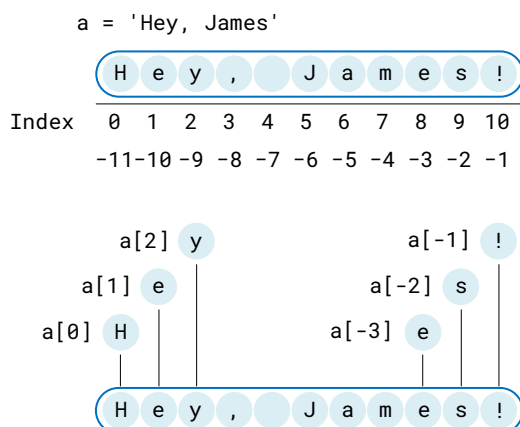 a = 'Hey, James'
H e y , J a m e s !
Index 0 1 2 3 4 5 6 7 8 9 10
-11 -10 -9 -8 -7 -6 -5 -4 -3 -2 -1
a[2] y a[-1] !
a[1] e a[-2] s
a[0] H a[-3] e
H e y , J a m e s !